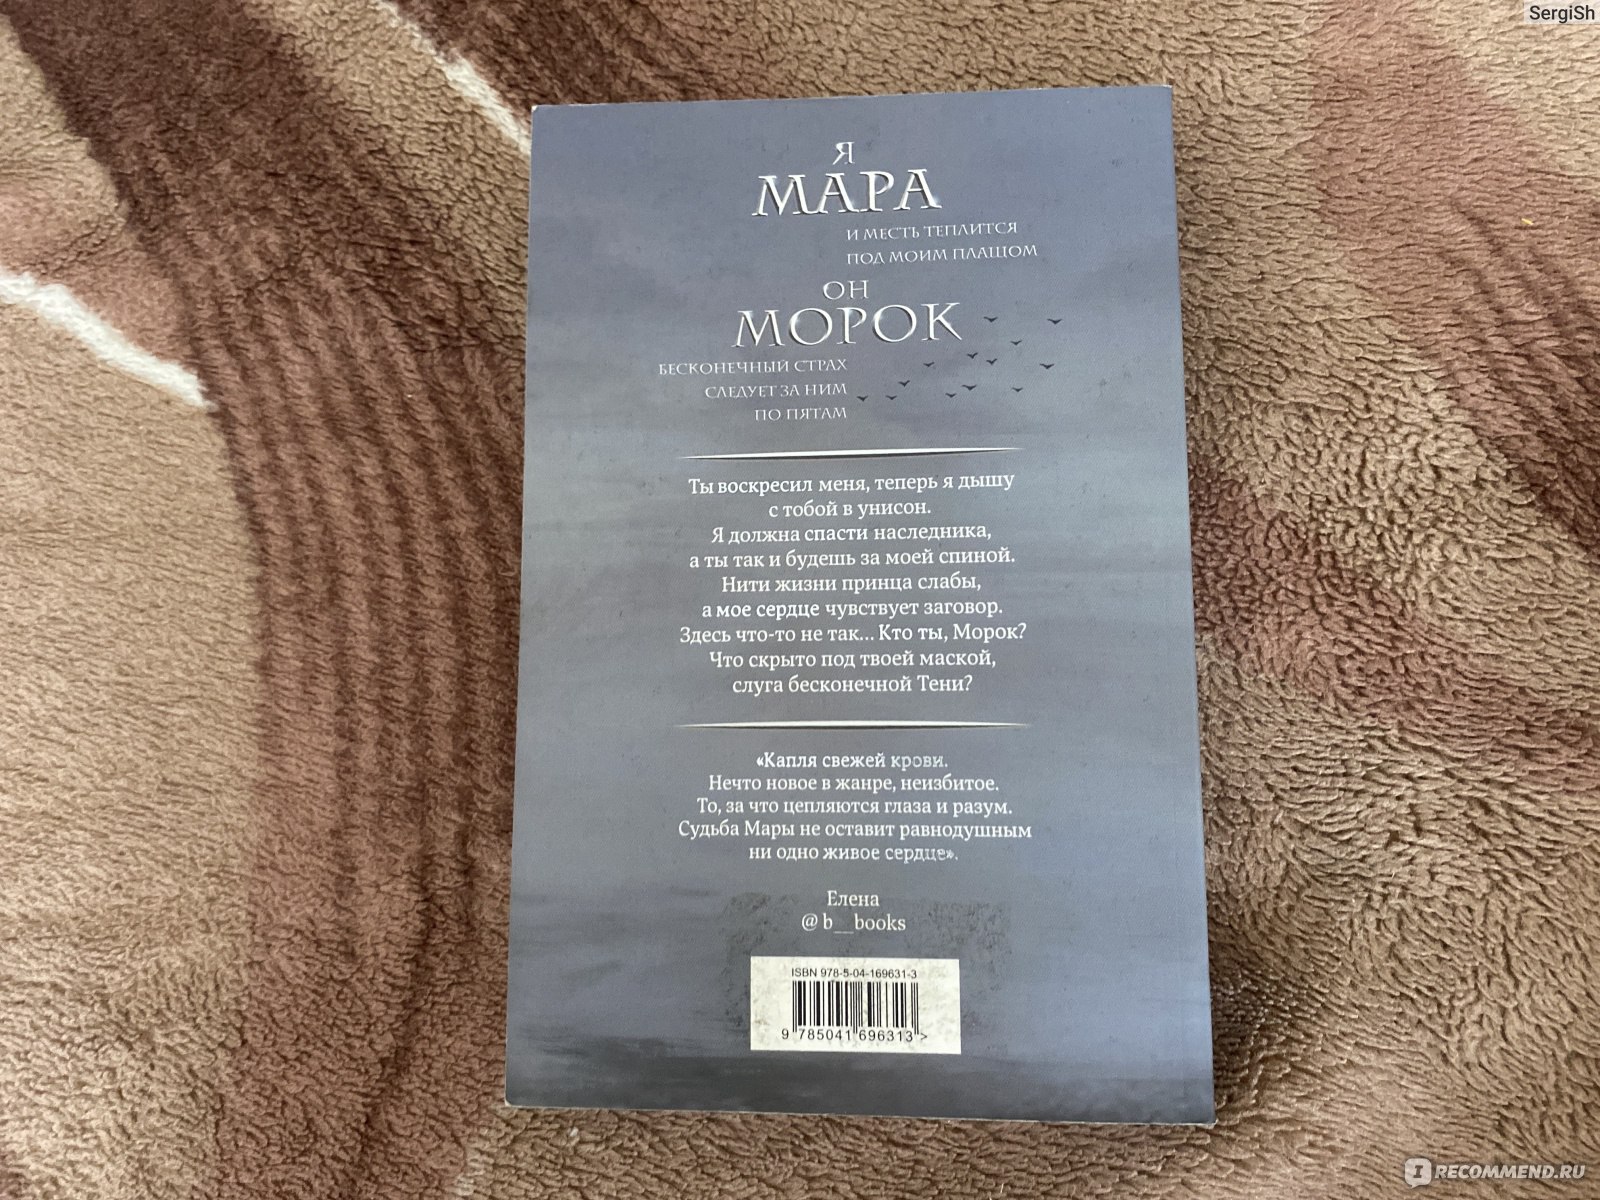 SergiSh
Я
МАРА
И МЕСТЬ ТЕПЛИТСЯ
ПОД МОИМ ПЛАЩОМ
ОН
МОРОК
БЕСКОНЕЧНЫЙ СТРАХ
СЛЕДУЕТ ЗА НИМ
ПО ПЯТАМ
Ты воскресил меня, теперь я дышу
с тобой в унисон.
Я должна спасти наследника,
а ты так и будешь за моей спиной.
Нити жизни принца слабы,
а мое сердце чувствует заговор.
Здесь что-то не так... Кто ты, Морок?
Что скрыто под твоей маской,
слуга бесконечной Тени?
«Капля свежей крови.
Нечто новое в жанре, неизбитое.
То, за что цепляются глаза и разум.
Судьба Мары не оставит равнодушным
ни одно живое сердце».
Елена
@b__books
ISBN 978-5-04-169631-3
9 785041 696313 >
IRECOMMEND.RU